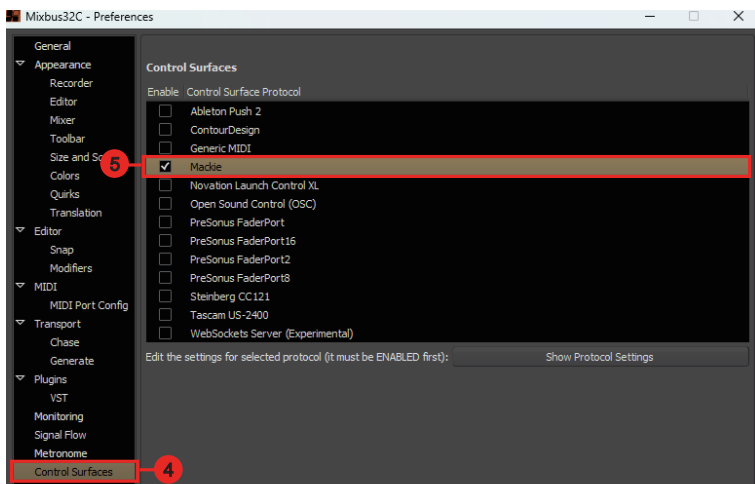 Mixbus32C - Preferences
General
Appearance
Recorder
Editor
Mixer
Toolbar
Size and Sc
Colors
Quirks
Translation
Editor
Snap
Modifiers
MIDI
MIDI Port Config
Transport
Chase
Generate
Plugins
VST
Monitoring
Signal Flow
Metronome
Control Surfaces
4
Control Surfaces
Enable Control Surface Protocol
Ableton Push 2
ContourDesign
Generic MIDI
5
Mackie
Novation Launch Control XL
Open Sound Control (OSC)
PreSonus FaderPort
PreSonus FaderPort16
PreSonus FaderPort2
PreSonus FaderPort8
Steinberg CC121
Tascam US-2400
WebSockets Server (Experimental)
Edit the settings for selected protocol (it must be ENABLED first): Show Protocol Settings